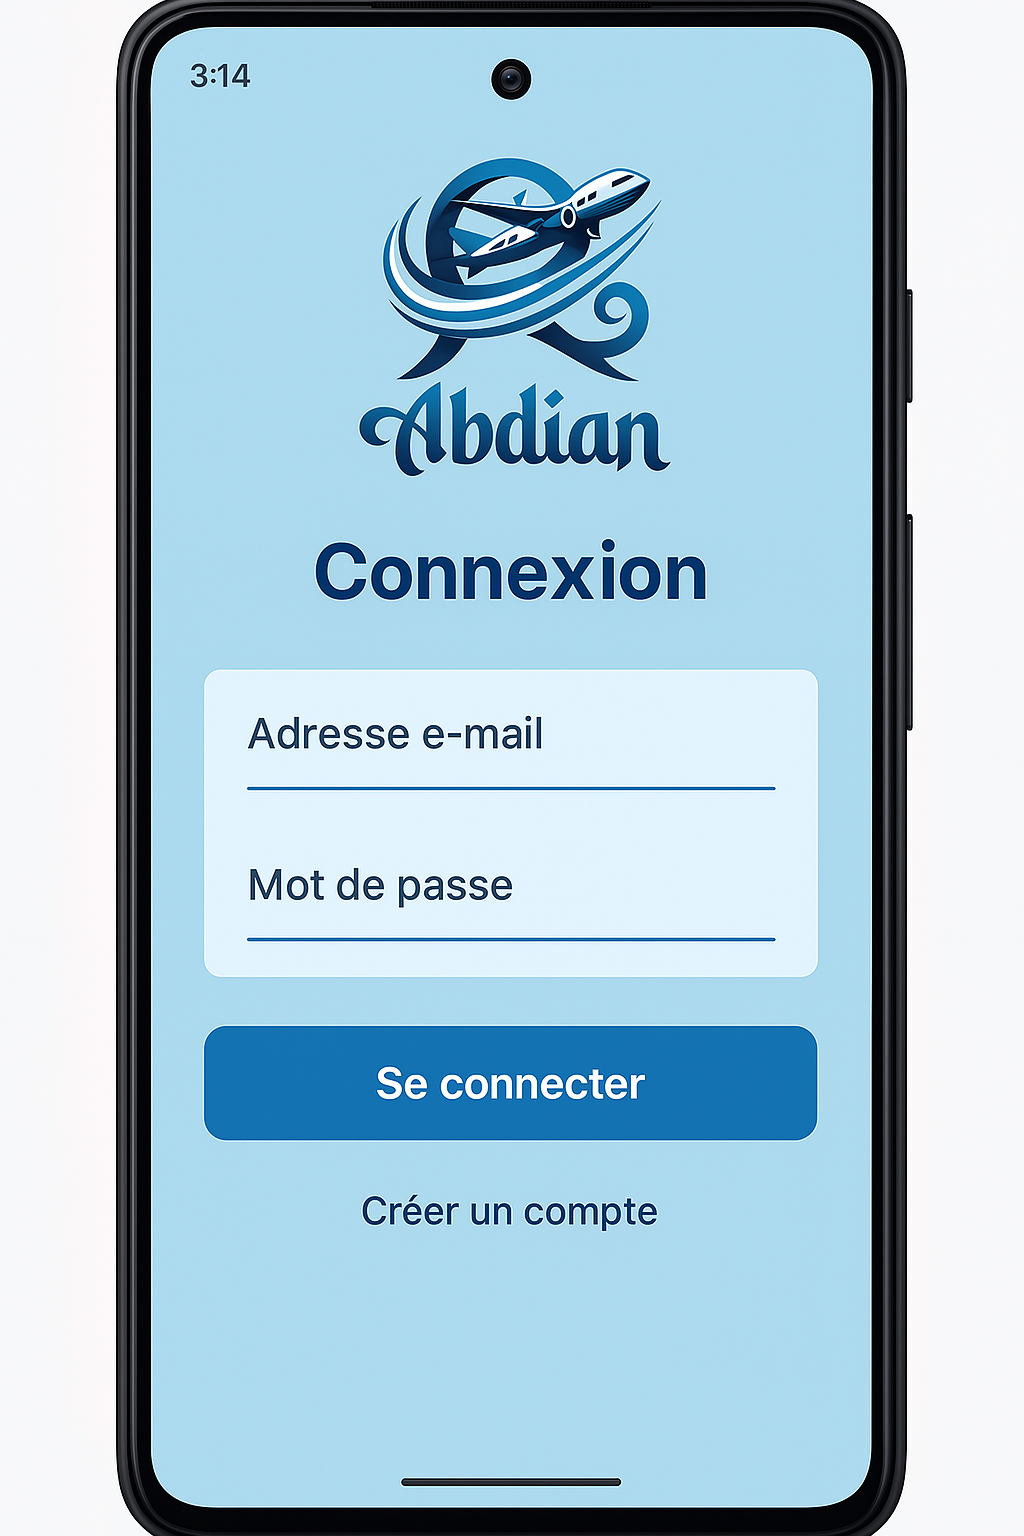 3:14
Abdian
Connexion
Adresse e-mail
Mot de passe
Se connecter
Créer un compte